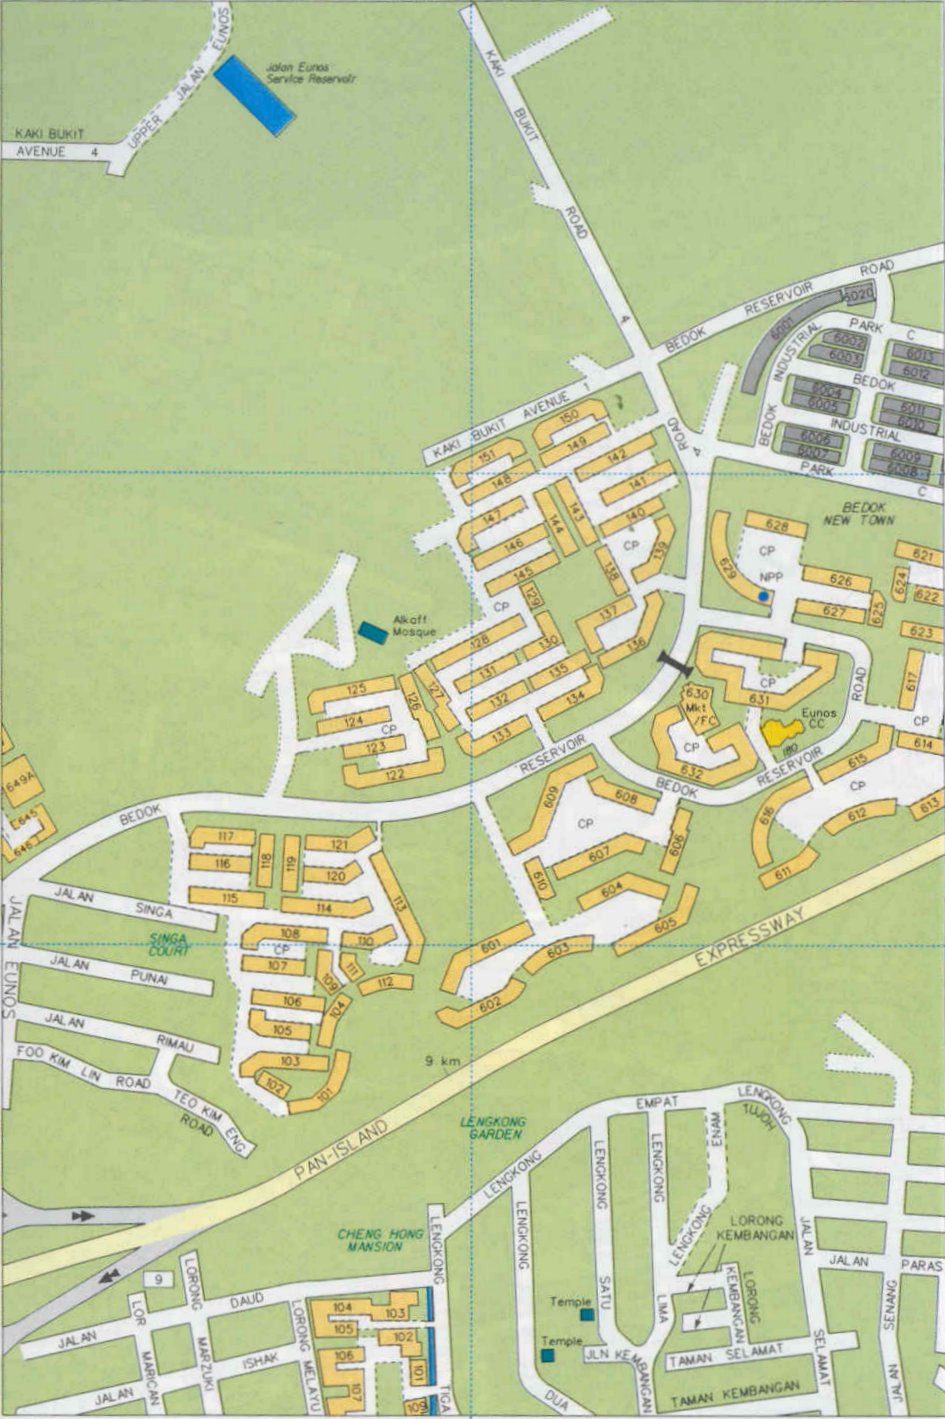 UPPER JALAN EUNOS
Jalan Eunos
Service Reservoir
KAKI BUKIT
AVENUE 4
KAKI BUKIT ROAD 4
BEDOK RESERVOIR ROAD
6020
6001
INDUSTRIAL
PARK C
6002
6003
6013
6012
BEDOK
6004
6005
6011
6010
INDUSTRIAL
BEDOK
6006
6007
6009
6008
PARK C
KAKI BUKIT AVENUE 1
ROAD 4
150
151
149
142
148
141
147
143
144
140
146
139
CP
138
145
129
CP
137
136
128
130
131
135
127
132
134
133
126
125
124
CP
123
122
Alkaff
Mosque
BEDOK
NEW TOWN
628
CP
629
NPP
626
627
625
624
621
622
623
617
CP
614
631
CP
630
Mkt
/FC
CP
632
Eunos
CC
180
ROAD
RESERVOIR
BEDOK
615
CP
616
612
613
611
BEDOK RESERVOIR
649A
E645
646
609
608
CP
607
606
610
604
605
601
603
602
117
118
119
121
116
120
115
114
113
108
CP
110
107
109
111
112
106
104
105
103
102
101
JALAN SINGA
SINGA
COURT
JALAN PUNAI
JALAN EUNOS
JALAN RIMAU
FOO KIM LIN ROAD
TEO KIM ENG
ROAD
9 km
PAN-ISLAND EXPRESSWAY
LENGKONG
GARDEN
LENGKONG EMPAT
LENGKONG
TUJOH
ENAM
LENGKONG
LENGKONG
LENGKONG
LENGKONG
CHENG HONG
MANSION
LENGKONG
LORONG
KEMBANGAN
JALAN
JALAN PARAS
SENANG
9
LORONG
LOR
DAUD
JALAN
LORONG MELAYU
104
103
105
102
106
101
107
109
TIGA
MARICAN
MARZUKI
ISHAK
JALAN
Temple
Temple
SATU
LIMA
LORONG
KEMBANGAN
JLN KEMBANGAN
TAMAN SELAMAT
TAMAN KEMBANGAN
SELAMAT
JALAN
DUA